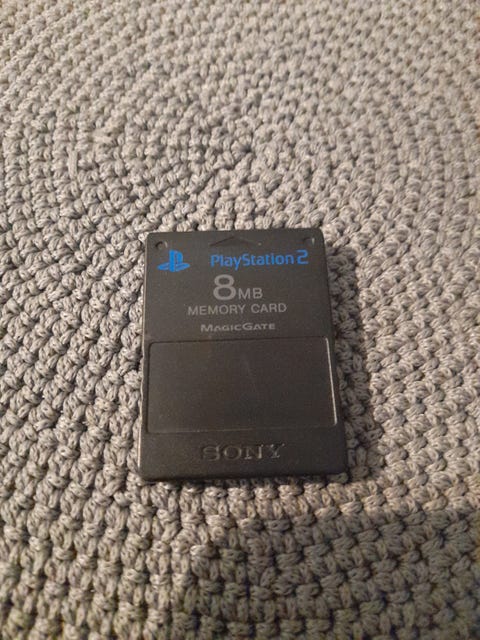 PlayStation 2
8MB
MEMORY CARD
MAGICGATE
SONY